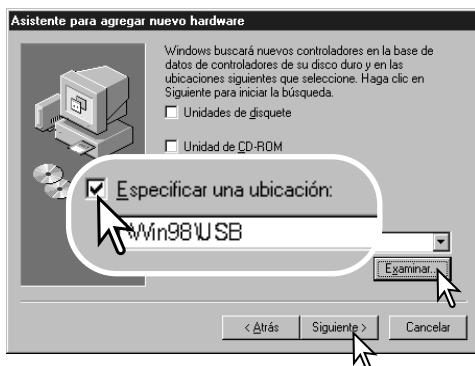 Asistente para agregar nuevo hardware
Windows buscará nuevos controladores en la base de
datos de controladores de su disco duro y en las
ubicaciones siguientes que seleccione. Haga clic en
Siguiente para iniciar la búsqueda.
Unidades de disquete
Unidad de CD-ROM
Especificar una ubicación:
\Win98\USB
Examinar...
< Atrás
Siguiente >
Cancelar